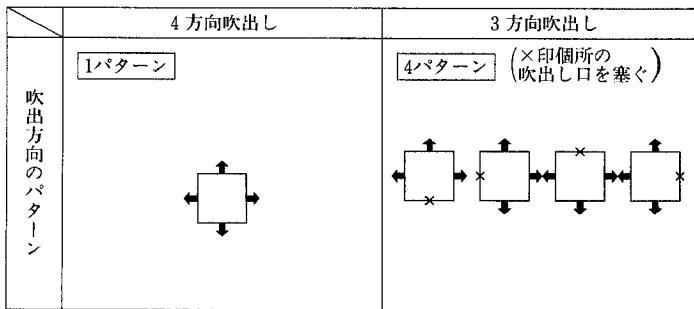 4方向吹出し
3方向吹出し
吹出方向のパターン
1パターン
4パターン
(×印個所の
吹出し口を塞ぐ)